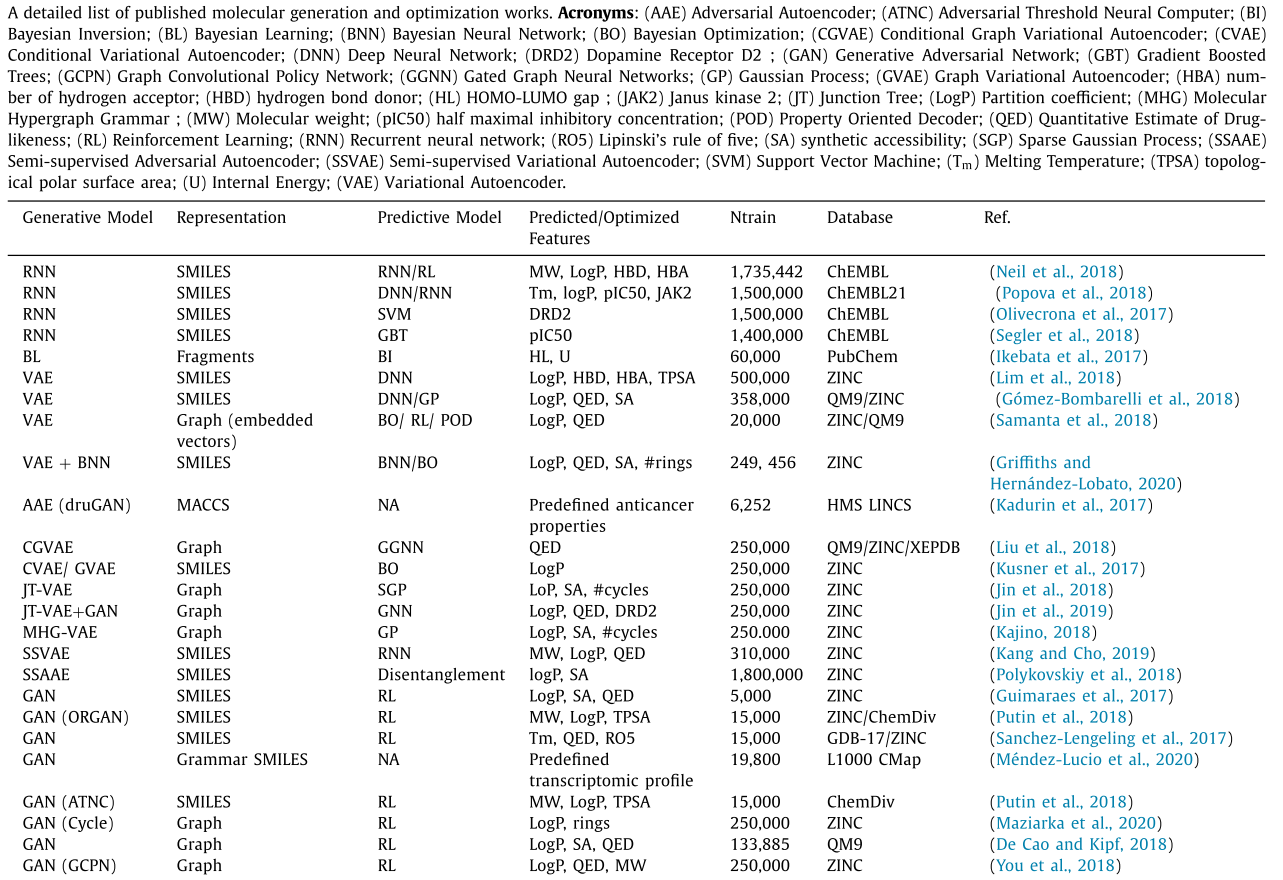 A detailed list of published molecular generation and optimization works. Acronyms: (AAE) Adversarial Autoencoder; (ATNC) Adversarial Threshold Neural Computer; (BI)
Bayesian Inversion; (BL) Bayesian Learning; (BNN) Bayesian Neural Network; (BO) Bayesian Optimization; (CGVAE) Conditional Graph Variational Autoencoder; (CVAE)
Conditional Variational Autoencoder; (DNN) Deep Neural Network; (DRD2) Dopamine Receptor D2 ; (GAN) Generative Adversarial Network; (GBT) Gradient Boosted
Trees; (GCPN) Graph Convolutional Policy Network; (GGNN) Gated Graph Neural Networks; (GP) Gaussian Process; (GVAE) Graph Variational Autoencoder; (HBA) num-
ber of hydrogen acceptor; (HBD) hydrogen bond donor; (HL) HOMO-LUMO gap ; (JAK2) Janus kinase 2; (JT) Junction Tree; (LogP) Partition coefficient; (MHG) Molecular
Hypergraph Grammar ; (MW) Molecular weight; (pIC50) half maximal inhibitory concentration; (POD) Property Oriented Decoder; (QED) Quantitative Estimate of Drug-
likeness; (RL) Reinforcement Learning; (RNN) Recurrent neural network; (RO5) Lipinski's rule of five; (SA) synthetic accessibility; (SGP) Sparse Gaussian Process; (SSAAE)
Semi-supervised Adversarial Autoencoder; (SSVAE) Semi-supervised Variational Autoencoder; (SVM) Support Vector Machine; (Tm) Melting Temperature; (TPSA) topolog-
ical polar surface area; (U) Internal Energy; (VAE) Variational Autoencoder.
Generative Model Representation Predictive Model Predicted/Optimized Ntrain Database Ref.
Features
RNN SMILES RNN/RL MW, LogP, HBD, HBA 1,735,442 ChEMBL (Neil et al., 2018)
RNN SMILES DNN/RNN Tm, logP, pIC50, JAK2 1,500,000 ChEMBL21 (Popova et al., 2018)
RNN SMILES SVM DRD2 1,500,000 ChEMBL (Olivecrona et al., 2017)
RNN SMILES GBT pIC50 1,400,000 ChEMBL (Segler et al., 2018)
BL Fragments BI HL, U 60,000 PubChem (Ikebata et al., 2017)
VAE SMILES DNN LogP, HBD, HBA, TPSA 500,000 ZINC (Lim et al., 2018)
VAE SMILES DNN/GP LogP, QED, SA 358,000 QM9/ZINC (Gómez-Bombarelli et al., 2018)
VAE Graph (embedded BO/ RL/ POD LogP, QED 20,000 ZINC/QM9 (Samanta et al., 2018)
vectors)
VAE + BNN SMILES BNN/BO LogP, QED, SA, #rings 249, 456 ZINC (Griffiths and
Hernández-Lobato, 2020)
AAE (druGAN) MACCS NA Predefined anticancer 6,252 HMS LINCS (Kadurin et al., 2017)
properties
CGVAE Graph GGNN QED 250,000 QM9/ZINC/XEPDB (Liu et al., 2018)
CVAE/ GVAE SMILES BO LogP 250,000 ZINC (Kusner et al., 2017)
JT-VAE Graph SGP LoP, SA, #cycles 250,000 ZINC (Jin et al., 2018)
JT-VAE+GAN Graph GNN LogP, QED, DRD2 250,000 ZINC (Jin et al., 2019)
MHG-VAE Graph GP LogP, SA, #cycles 250.000 ZINC (Kajino, 2018)
SSVAE SMILES RNN MW, LogP, QED 310,000 ZINC (Kang and Cho, 2019)
SSAAE SMILES Disentanglement logP, SA 1,800,000 ZINC (Polykovskiy et al., 2018)
GAN SMILES RL LogP, SA, QED 5,000 ZINC (Guimaraes et al., 2017)
GAN (ORGAN) SMILES RL MW, LogP, TPSA 15,000 ZINC/ChemDiv (Putin et al., 2018)
GAN SMILES RL Tm, QED, RO5 15,000 GDB-17/ZINC (Sanchez-Lengeling et al., 2017)
GAN Grammar SMILES NA Predefined 19,800 L1000 CMap (Méndez-Lucio et al., 2020)
transcriptomic profile
GAN (ATNC) SMILES RL MW, LogP, TPSA 15,000 ChemDiv (Putin et al., 2018)
GAN (Cycle) Graph RL LogP, rings 250,000 ZINC (Maziarka et al., 2020)
GAN Graph RL LogP, SA, QED 133,885 QM9 (De Cao and Kipf, 2018)
GAN (GCPN) Graph RL LogP, QED, MW 250,000 ZINC (You et al., 2018)